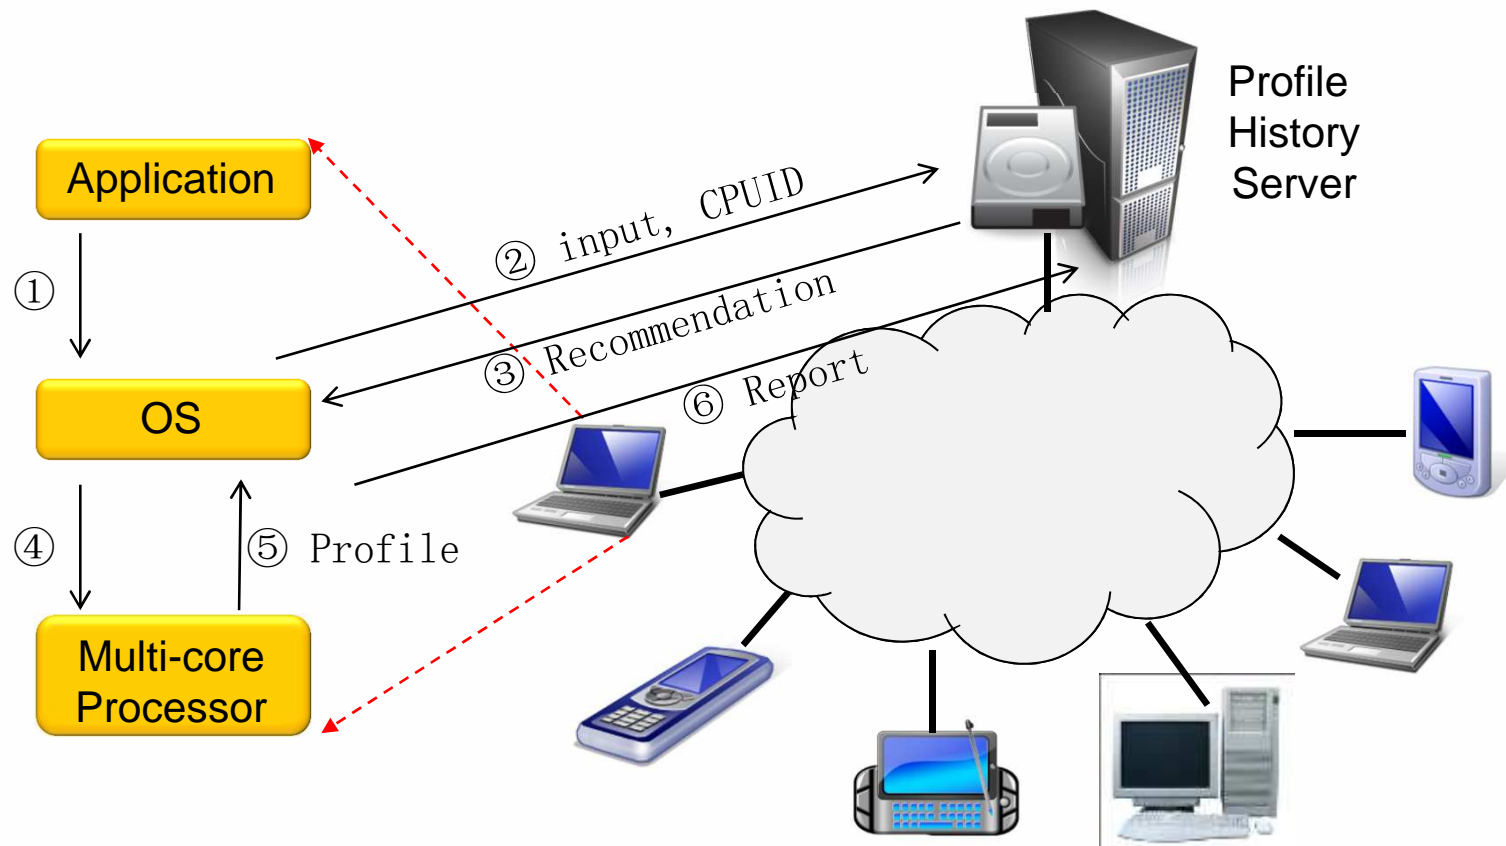 Profile
History
Server
Application
② input, CPUID
①
③ Recommendation
⑥ Report
OS
④
⑤ Profile
Multi-core
Processor